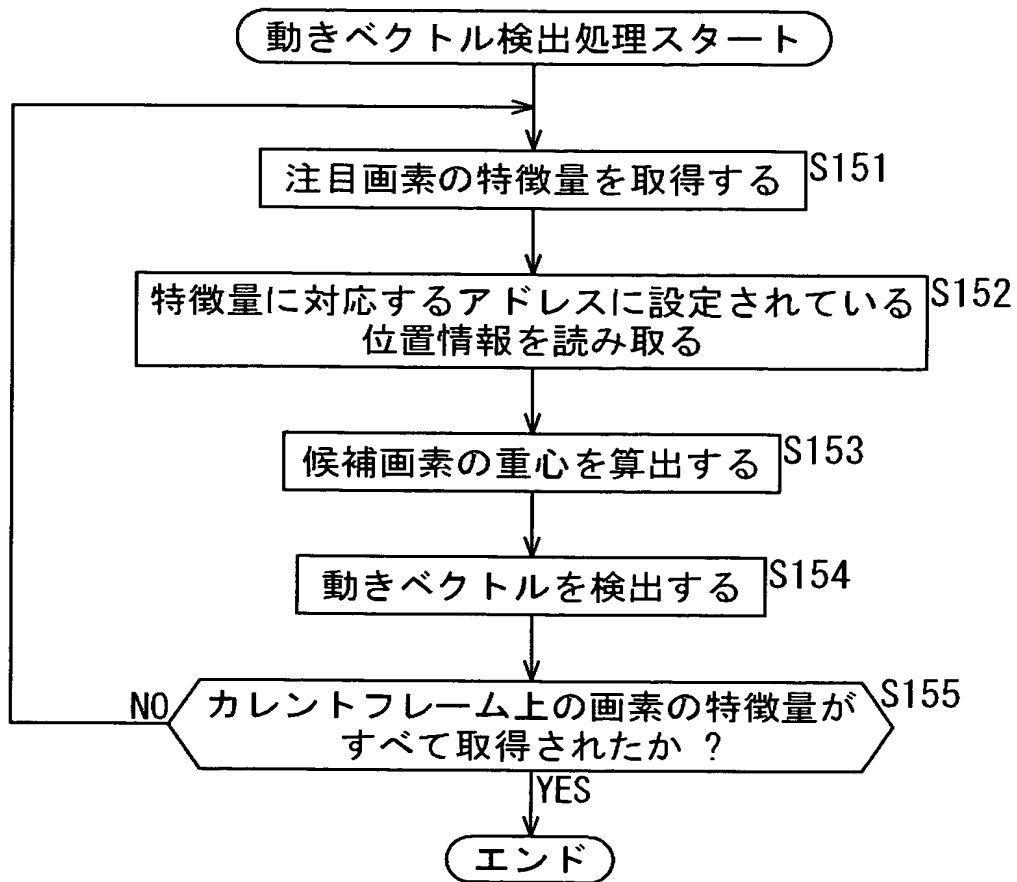 動きベクトル検出処理スタート
注目画素の特徴量を取得する
S151
特徴量に対応するアドレスに設定されている
位置情報を読み取る
S152
候補画素の重心を算出する
S153
動きベクトルを検出する
S154
カレントフレーム上の画素の特徴量が
すべて取得されたか ?
S155
NO
YES
エンド